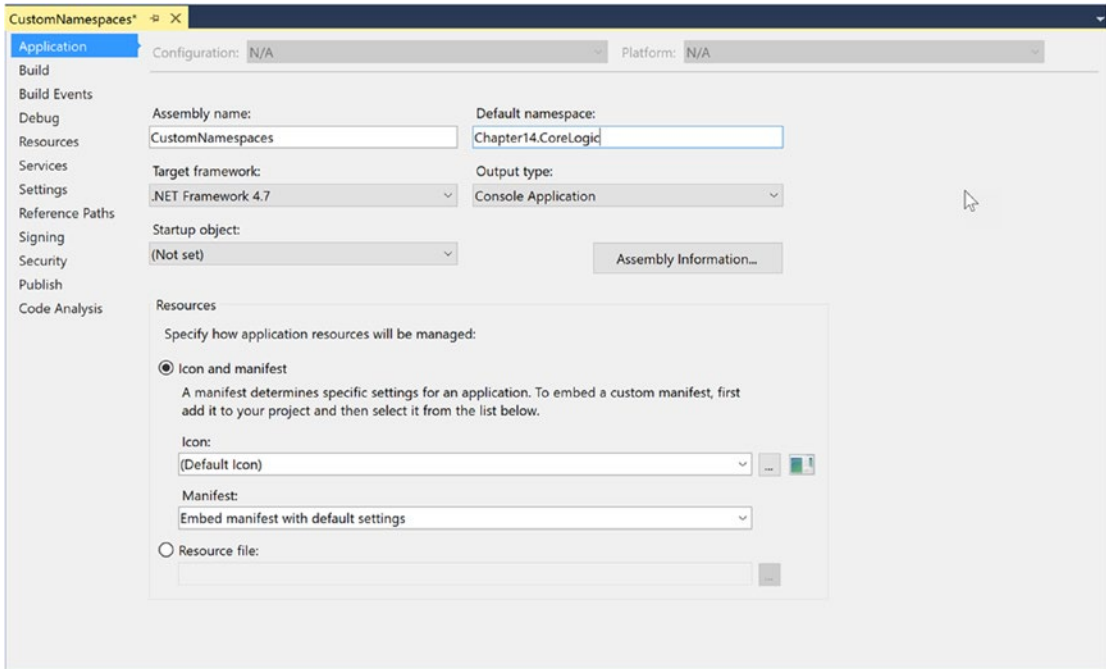 CustomNamespaces*
Application
Configuration: N/A Platform: N/A
Build
Build Events
Debug
Resources
Services
Settings
Reference Paths
Signing
Security
Publish
Code Analysis
Assembly name: Default namespace:
CustomNamespaces Chapter14.CoreLogic
Target framework: Output type:
.NET Framework 4.7 Console Application
Startup object:
(Not set) Assembly Information...
Resources
Specify how application resources will be managed:
Icon and manifest
A manifest determines specific settings for an application. To embed a custom manifest, first
add it to your project and then select it from the list below.
Icon:
(Default Icon) ...
Manifest:
Embed manifest with default settings
Resource file:
...